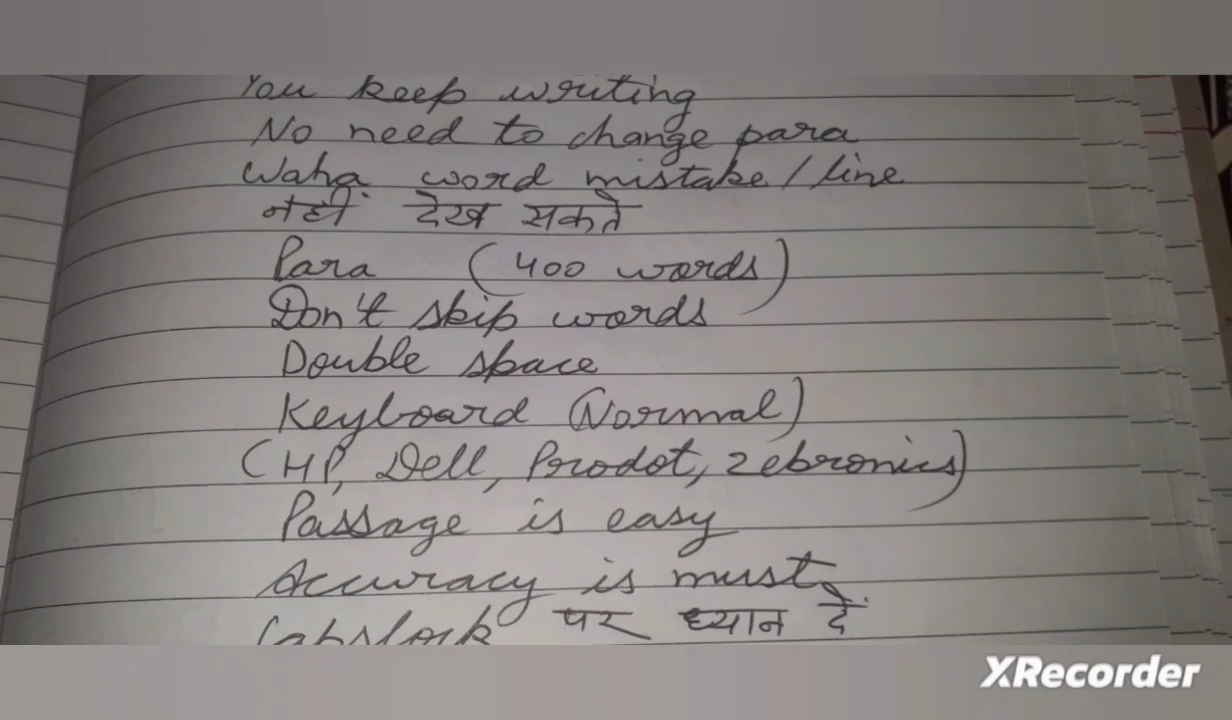 You keep writing
No need to change para
Waha word mistake/line
नहीं देख सकते
Para (400 words)
Don't skip words
Double space
Keyboard (Normal)
(HP, Dell, Prodot, zebronics)
Passage is easy
Accuracy is must
Capslock पर ध्यान दें
XRecorder